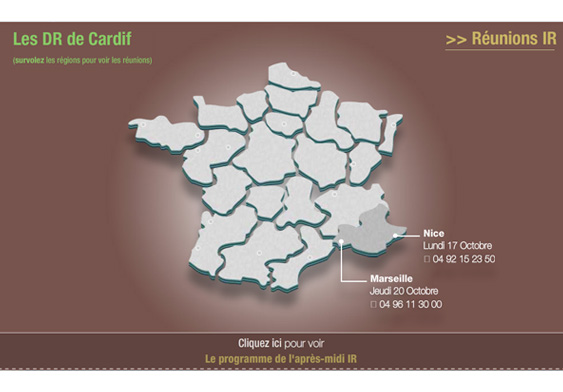 Les DR de Cardif
>> Réunions IR
(survolez les régions pour voir les réunions)
Nice
Lundi 17 Octobre
04 92 15 23 50
Marseille
Jeudi 20 Octobre
04 96 11 30 00
Cliquez ici pour voir
Le programme de l'après-midi IR